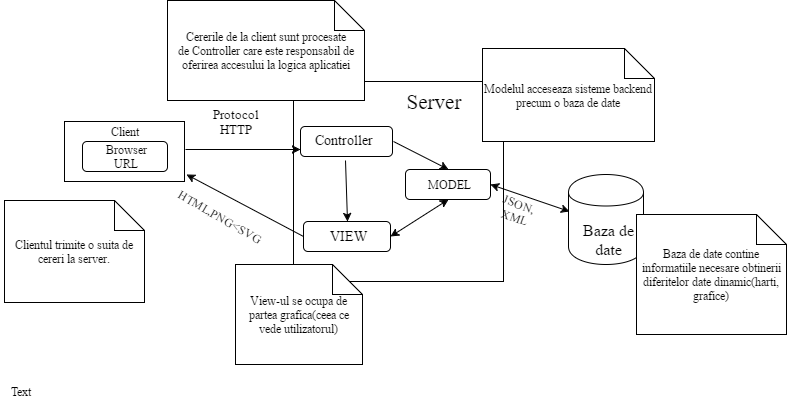 Cererile de la client sunt procesate
de Controller care este responsabil de
oferirea accesului la logica aplicatiei
Server
Modelul acceseaza sisteme backend
precum o baza de date
Protocol
HTTP
Client
Browser
URL
Controller
MODEL
JSON,
XML
HTMLPNG<SVG
VIEW
Baza de
date
Clientul trimite o suita de
cereri la server.
Baza de date contine
informatiile necesare obtinerii
diferitelor date dinamic(harti,
grafice)
View-ul se ocupa de
partea grafica(ceea ce
vede utilizatorul)
Text